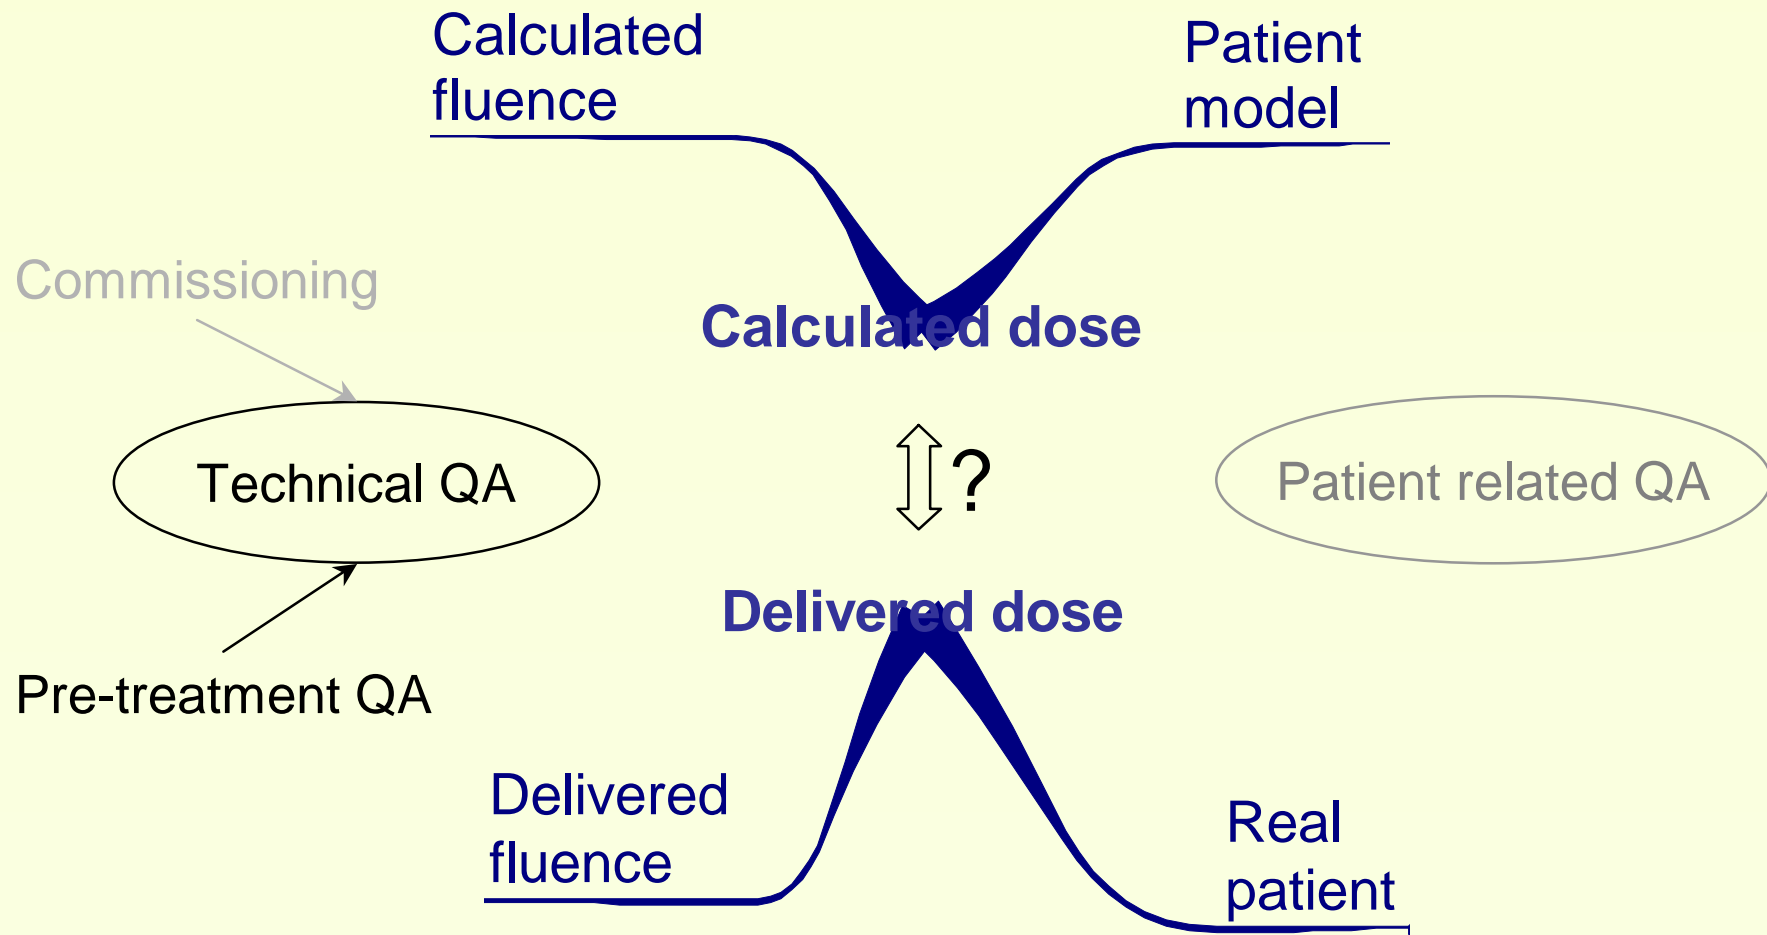 Calculated
fluence
Patient
model
Commissioning
Calculated dose
Technical QA
?
Patient related QA
Delivered dose
Pre-treatment QA
Delivered
fluence
Real
patient